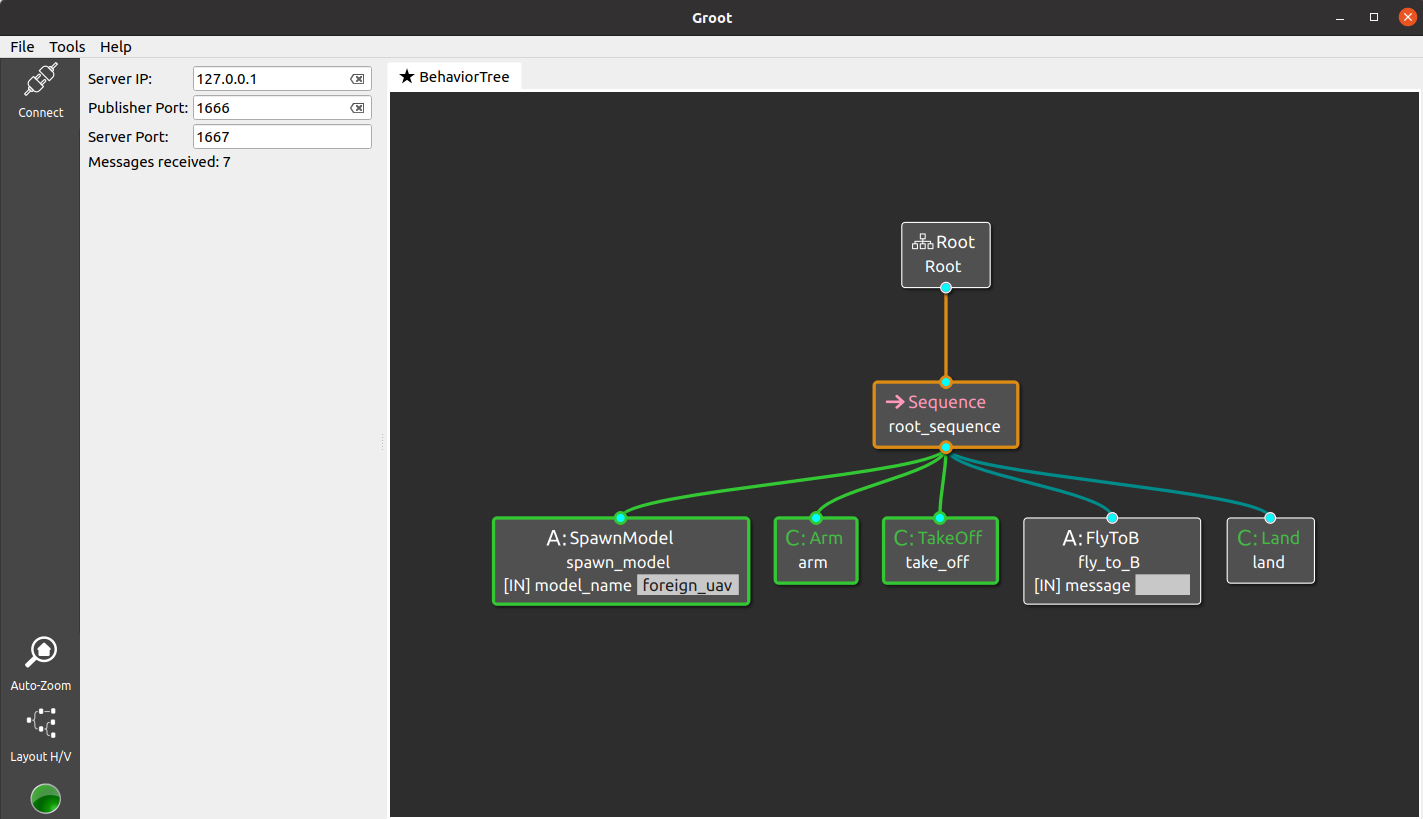 Groot
File Tools Help
Connect
Server IP: 127.0.0.1
Publisher Port: 1666
Server Port: 1667
Messages received: 7
BehaviorTree
Root
Root
Sequence
root_sequence
A: SpawnModel
spawn_model
[IN] model_name foreign_uav
C: Arm
arm
C: TakeOff
take_off
A: FlyToB
fly_to_B
[IN] message
C: Land
land
Auto-Zoom
Layout H/V